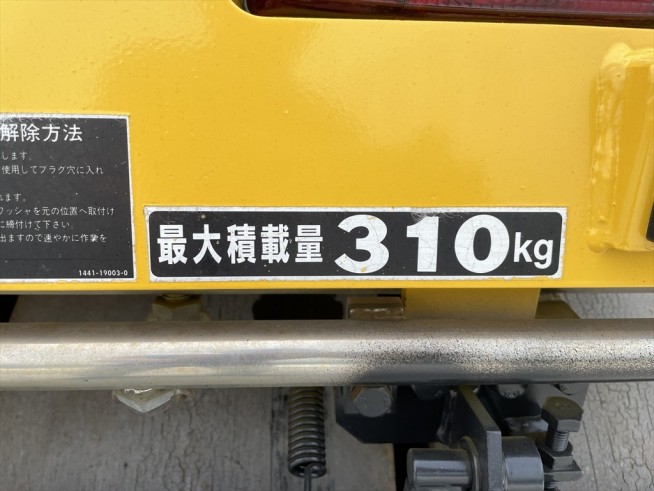 解除方法
します。
使用してプラグ穴に入れ
ます。
ワッシャを元の位置へ取付け
に締付けて下さい。
出ますので速やかに作業を
1441-19003-0
最大積載量 310kg